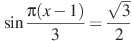 sin π(x − 1)/3 = √3/2